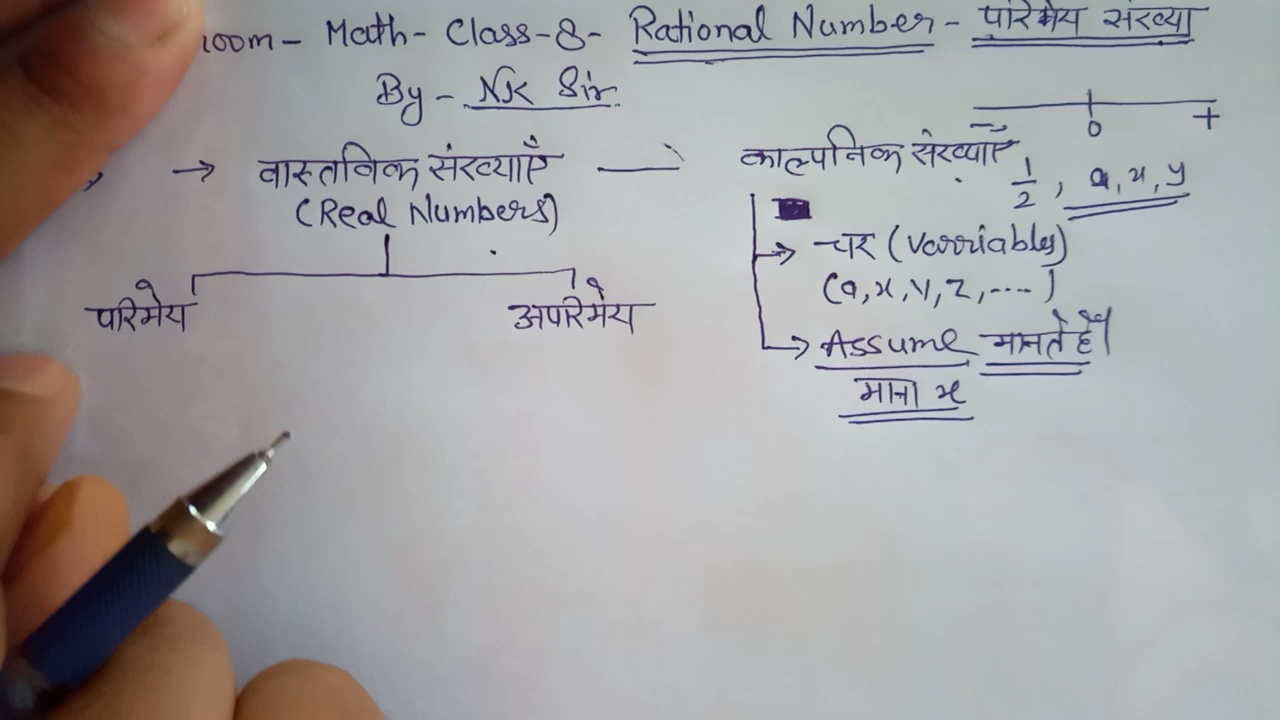 Math- Class-8- Rational Number- परिमेय संख्या
By- NK Sir.
0 +
→ वास्तविक संख्याएँ — काल्पनिक संख्याएँ
(Real Numbers)
1/2, a, x, y
→ चर (Varriables)
(a, x, y, z, ....)
परिमेय अपरिमेय
→ Assume मानते हैं।
माना x